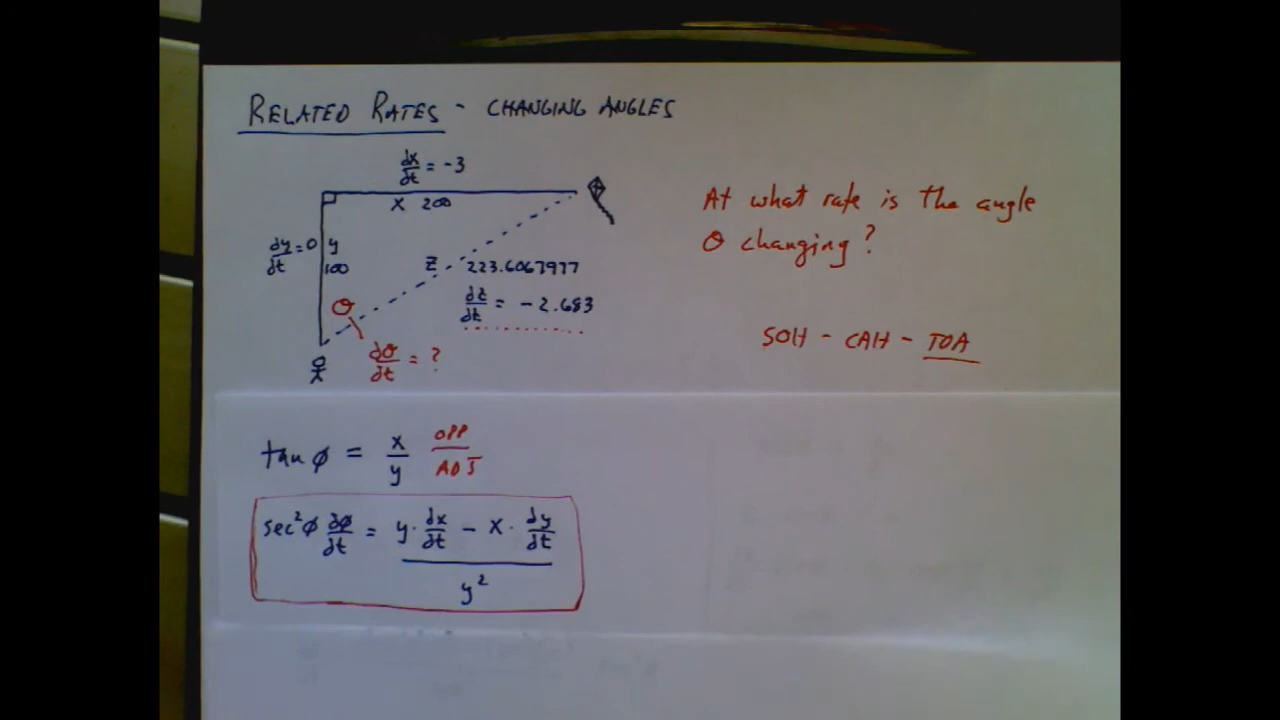 RELATED RATES - CHANGING ANGLES
dx/dt = -3
X 200
dy/dt = 0 y
100
Z 223.6067977
dz/dt = -2.683
θ
dθ/dt = ?
At what rate is the angle
θ changing?
SOH - CAH - TOA
tan ϕ = x/y OPP/ADJ
sec²ϕ dϕ/dt = (y · dx/dt - x · dy/dt)/y²